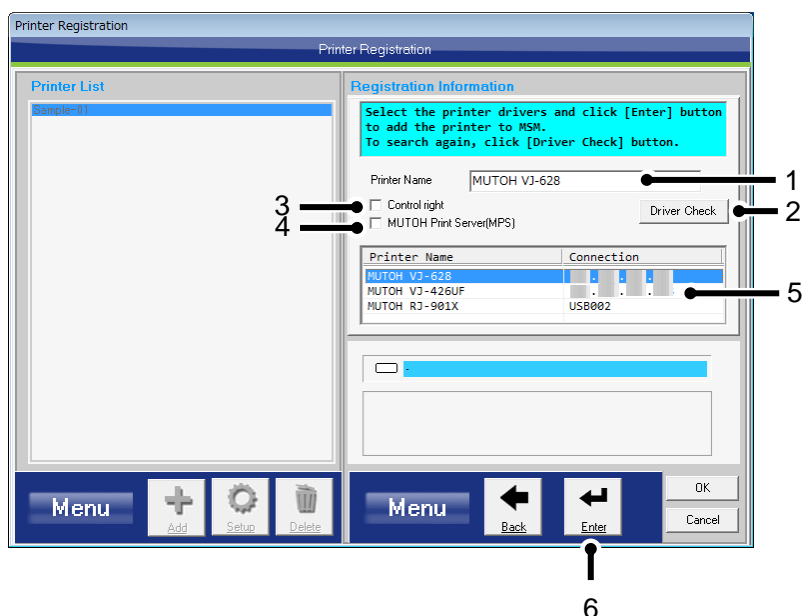 Printer Registration
Printer Registration
Printer List
Sample-01
Registration Information
Select the printer drivers and click [Enter] button
to add the printer to MSM.
To search again, click [Driver Check] button.
Printer Name MUTOH VJ-628 1
3 Control right Driver Check 2
4 MUTOH Print Server(MPS)
Printer Name Connection
MUTOH VJ-628 . . .
MUTOH VJ-426UF . . . 5
MUTOH RJ-901X USB002
-
Menu Add Setup Delete
Menu Back Enter
OK
Cancel
6